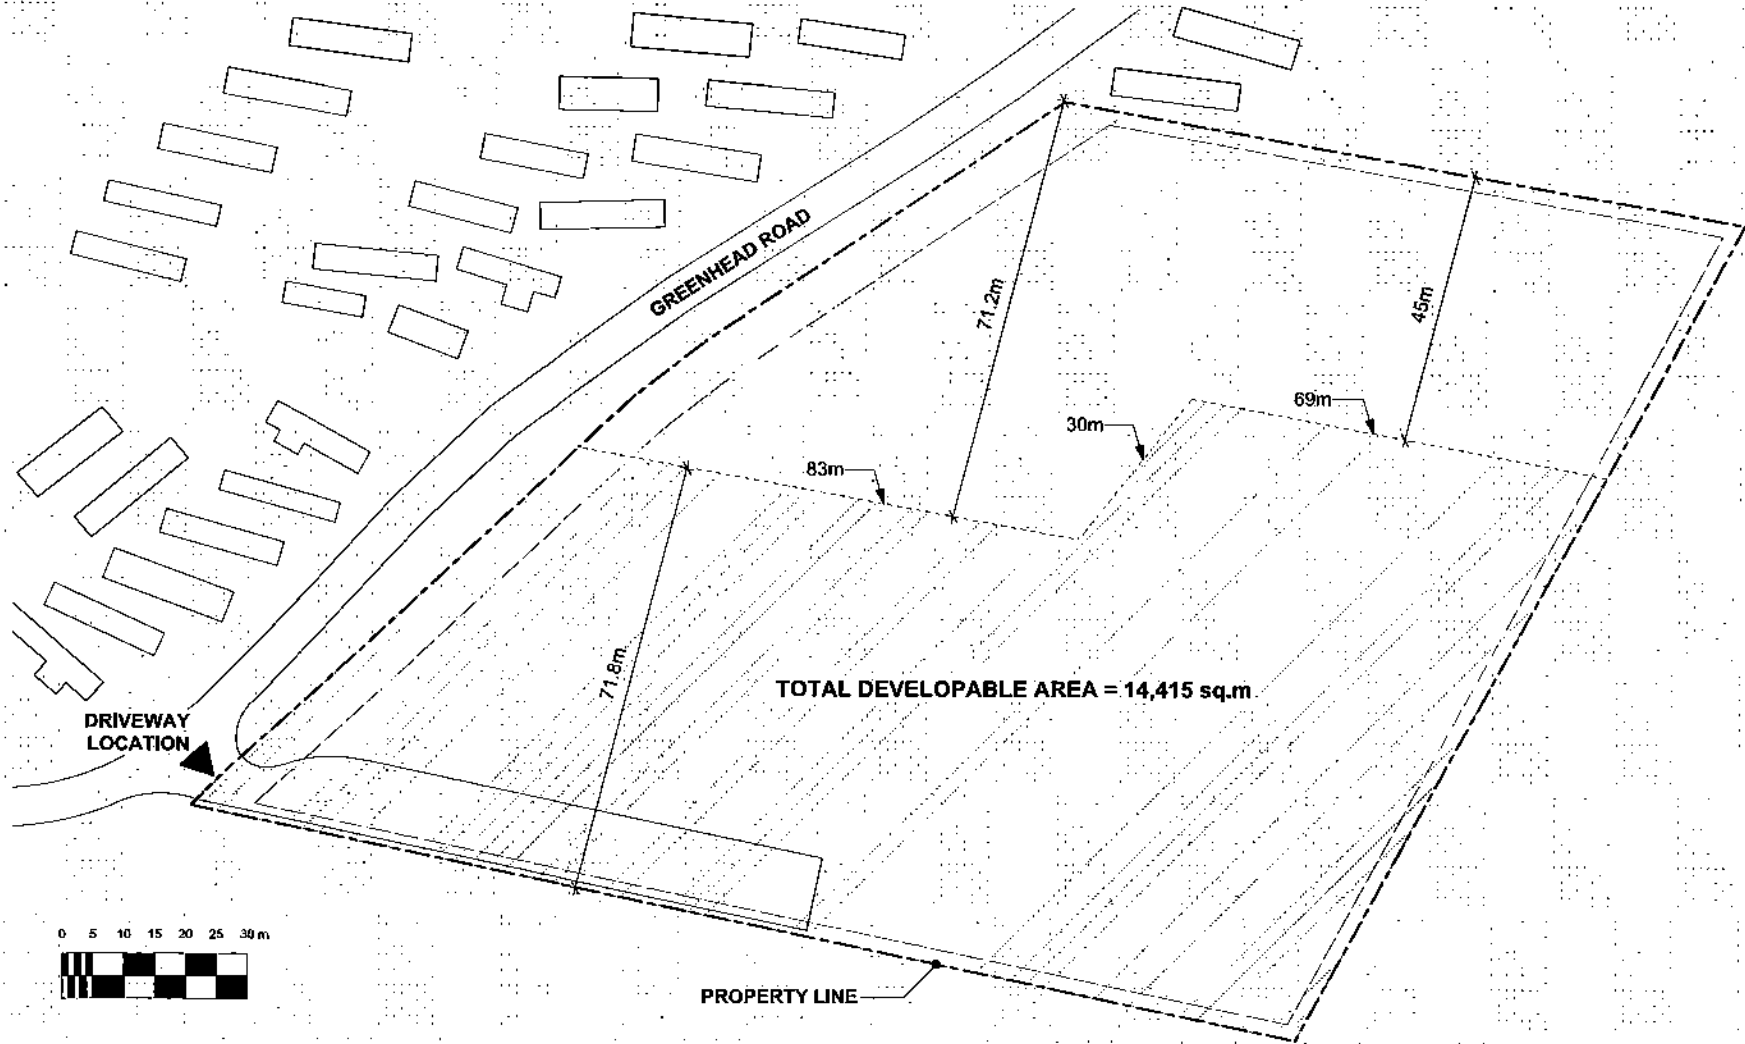 GREENHEAD ROAD
71.2m
45m
69m
30m
83m
71.8m
TOTAL DEVELOPABLE AREA = 14,415 sq.m
DRIVEWAY
LOCATION
0 5 10 15 20 25 30 m
PROPERTY LINE